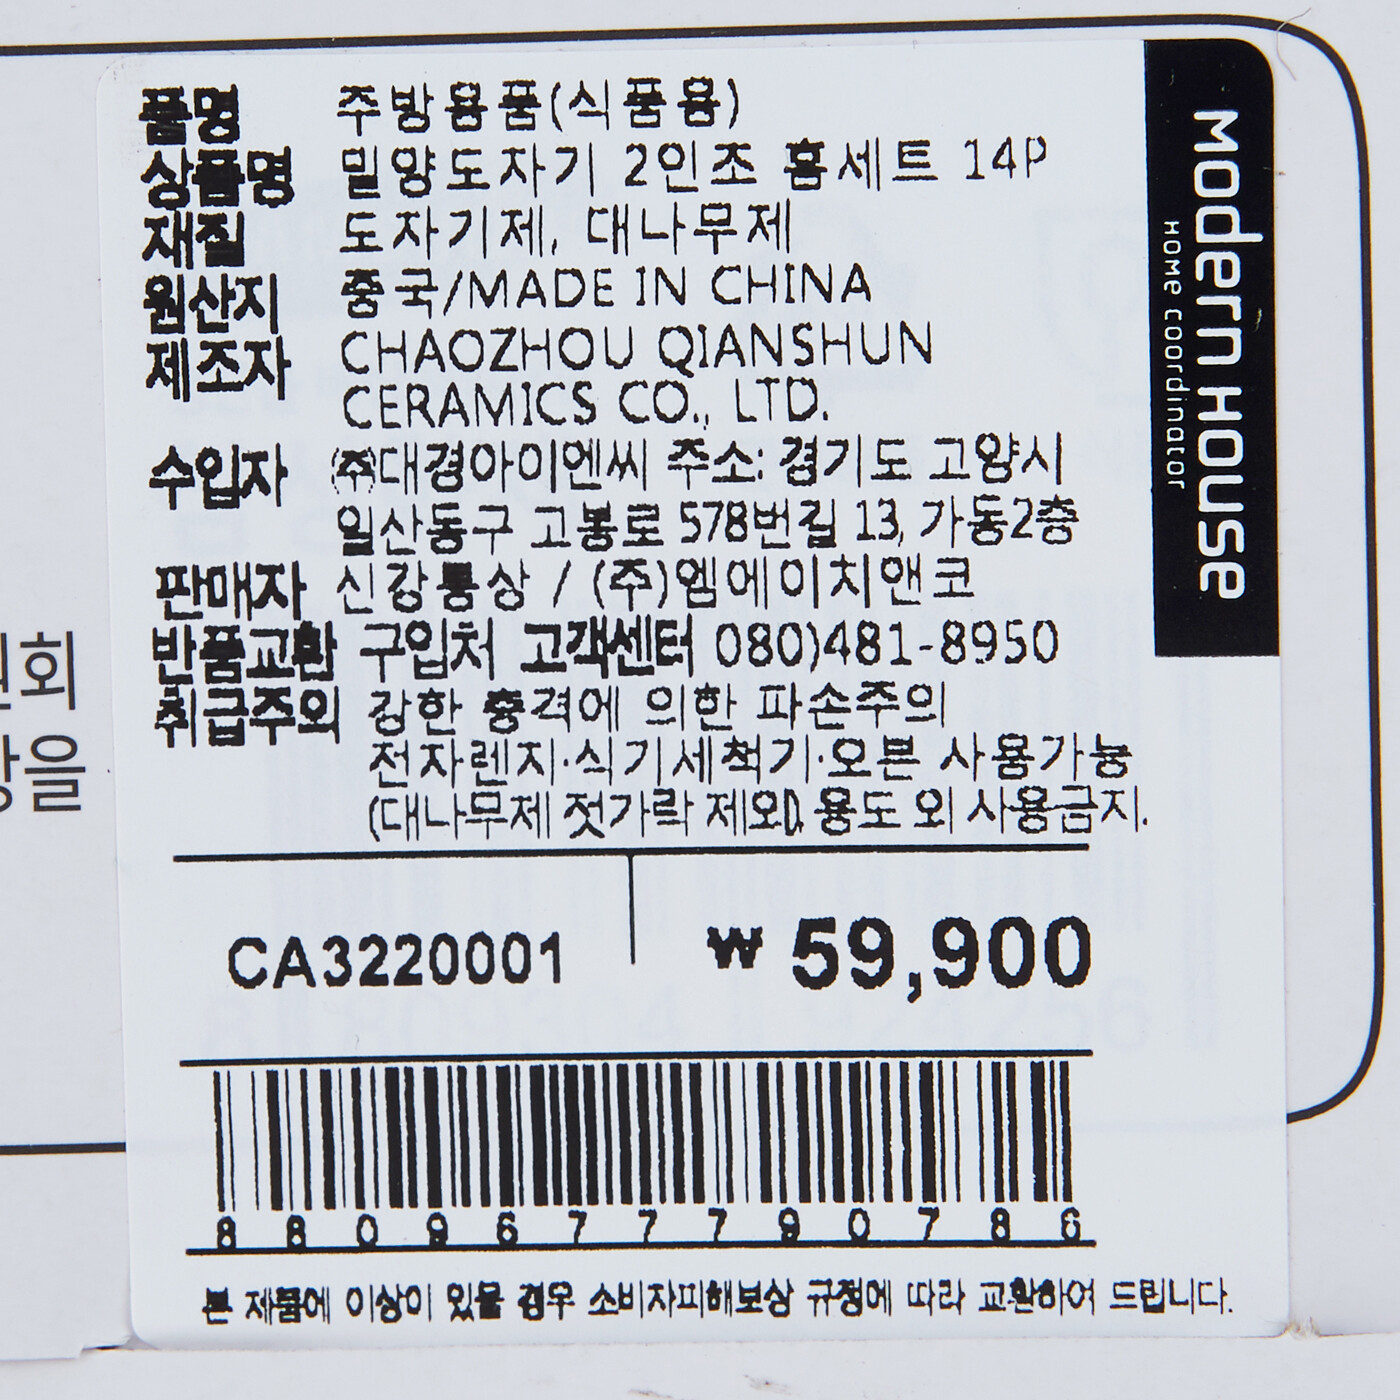 품명 주방용품(식품용)
상품명 밀양도자기 2인조 홈세트 14P
재질 도자기제, 대나무제
원산지 중국/MADE IN CHINA
제조자 CHAOZHOU QIANSHUN
CERAMICS CO., LTD.
수입자 (주)대경아이엔씨 주소: 경기도 고양시
일산동구 고봉로 578번길 13, 가동2층
판매자 신강통상 / (주)엠에이치앤코
반품교환 구입처 고객센터 080)481-8950
취급주의 강한 충격에 의한 파손주의
전자렌지·식기세척기·오븐 사용가능
(대나무제 젓가락 제외), 용도 외 사용금지.
CA3220001 ₩ 59,900
8809677790786
본 제품에 이상이 있을 경우 소비자피해보상 규정에 따라 교환하여 드립니다.
MODERN HOUSE
HOME COORDINATOR
회
을